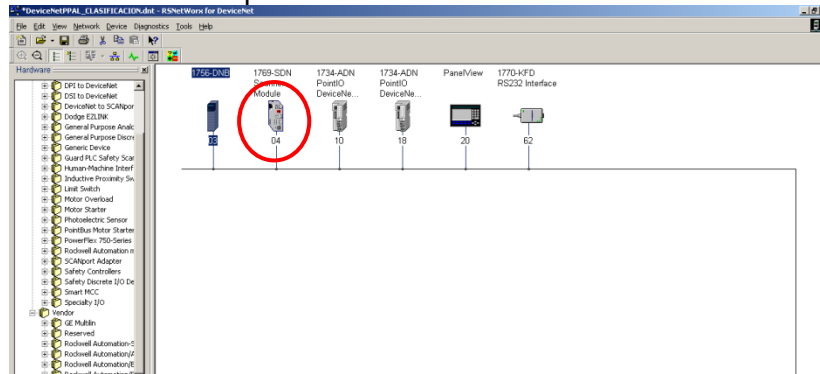 *DeviceNetPPAL_CLASIFICACION.dnt - RSNetWorx for DeviceNet
File Edit View Network Device Diagnostics Tools Help
Hardware
DPI to DeviceNet
DSI to DeviceNet
DeviceNet to SCANpor
Dodge EZLINK
General Purpose Analc
General Purpose Discre
Generic Device
Guard PLC Safety Scar
Human-Machine Interf
Inductive Proximity Sw
Limit Switch
Motor Overload
Motor Starter
Photoelectric Sensor
PointBus Motor Starter
PowerFlex 750-Series
Rockwell Automation m
SCANport Adapter
Safety Controllers
Safety Discrete I/O De
Smart MCC
Specialty I/O
Vendor
GE Multilin
Reserved
Rockwell Automation-S
Rockwell Automation/A
Rockwell Automation/E
1756-DNB
03
1769-SDN
Scanner
Module
04
1734-ADN
PointIO
DeviceNe...
10
1734-ADN
PointIO
DeviceNe...
18
PanelView
20
1770-KFD
RS232 Interface
62